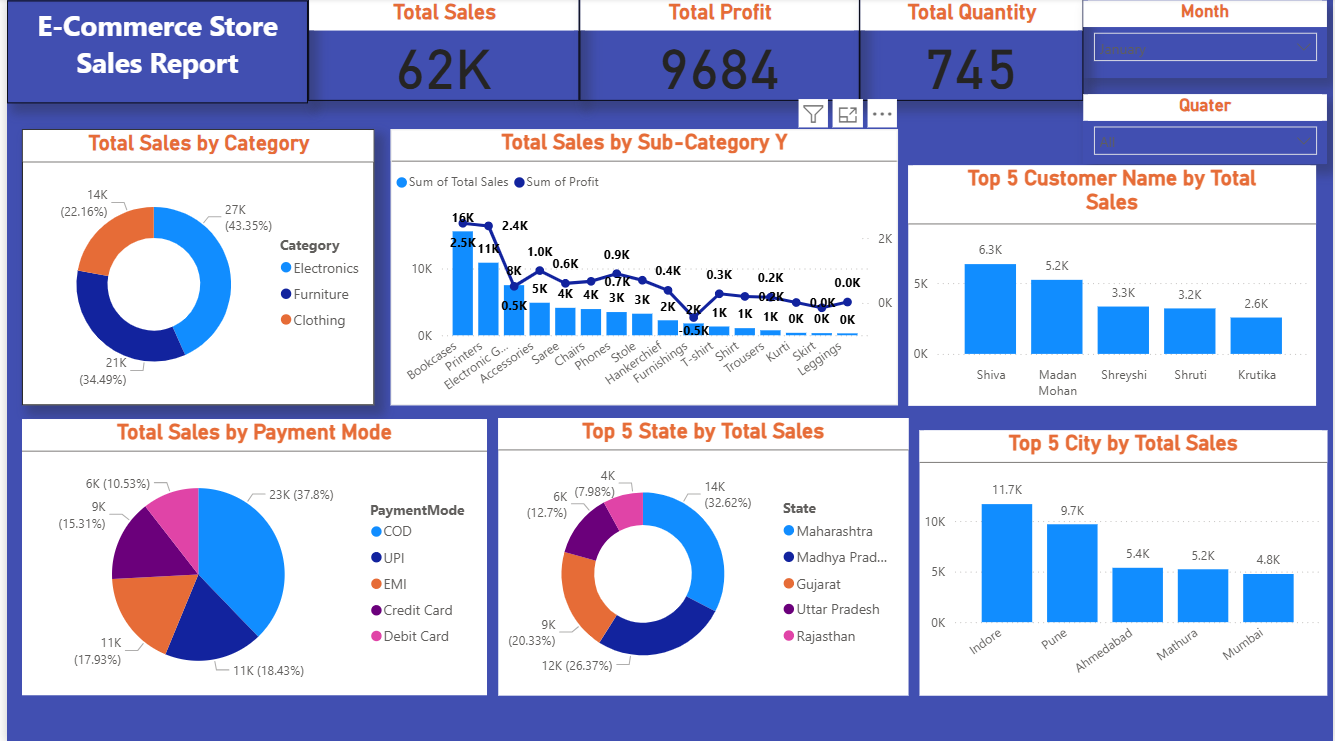 E-Commerce Store
Sales Report
Total Sales
62K
Total Profit
9684
Total Quantity
745
Month
January
Quater
All
Total Sales by Category
14K
(22.16%)
27K
(43.35%)
21K
(34.49%)
Category
Electronics
Furniture
Clothing
Total Sales by Sub-Category Y
Sum of Total Sales
Sum of Profit
16K
2.5K
11K
2.4K
8K
0.5K
1.0K
5K
0.6K
4K
4K
0.9K
0.7K
3K
3K
0.4K
2K
2K
-0.5K
0.3K
1K
1K
0.2K
0.2K
1K
0K
0.0K
0K
0.0K
0K
10K
0K
2K
0K
Bookcases
Printers
Electronic G...
Accessories
Saree
Chairs
Phones
Stole
Hankerchief
Furnishings
T-shirt
Shirt
Trousers
Kurti
Skirt
Leggings
Top 5 Customer Name by Total
Sales
5K
0K
6.3K
5.2K
3.3K
3.2K
2.6K
Shiva
Madan
Mohan
Shreyshi
Shruti
Krutika
Total Sales by Payment Mode
6K (10.53%)
9K
(15.31%)
11K
(17.93%)
23K (37.8%)
11K (18.43%)
PaymentMode
COD
UPI
EMI
Credit Card
Debit Card
Top 5 State by Total Sales
4K
(7.98%)
6K
(12.7%)
9K
(20.33%)
14K
(32.62%)
12K (26.37%)
State
Maharashtra
Madhya Prad...
Gujarat
Uttar Pradesh
Rajasthan
Top 5 City by Total Sales
10K
5K
0K
11.7K
9.7K
5.4K
5.2K
4.8K
Indore
Pune
Ahmedabad
Mathura
Mumbai